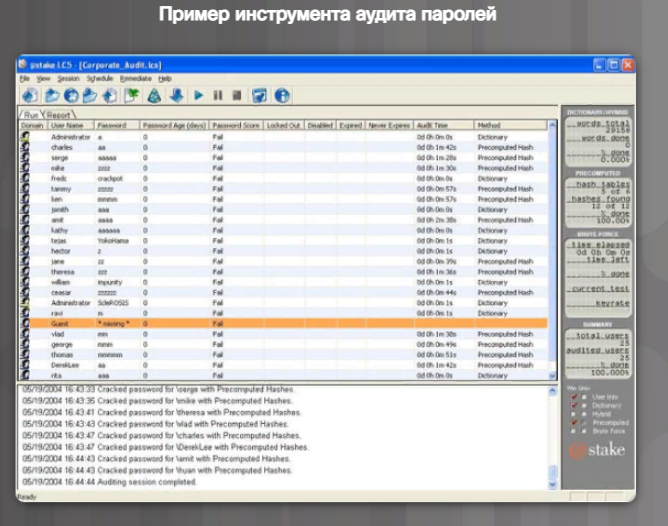 Пример инструмента аудита паролей
@stake LC5 - [Corporate_Audit.lcs]
File View Session Schedule Remediate Help
Run Report
Domain User Name Password Password Age (days) Password Score Locked Out Disabled Expired Never Expires Audit Time Method
Administrator a 0 Fail 0d 0h 0m 0s Dictionary
charles aa 0 Fail 0d 0h 1m 42s Precomputed Hash
serge aaaaa 0 Fail 0d 0h 1m 28s Precomputed Hash
mike zzzz 0 Fail 0d 0h 1m 30s Precomputed Hash
fredc crackpot 0 Fail 0d 0h 0m 0s Dictionary
tammy zzzzz 0 Fail 0d 0h 0m 57s Precomputed Hash
ken mmmm 0 Fail 0d 0h 0m 57s Precomputed Hash
jsmith aaa 0 Fail 0d 0h 0m 0s Dictionary
amit aaaa 0 Fail 0d 0h 2m 38s Precomputed Hash
kathy aaaaaa 0 Fail 0d 0h 0m 0s Dictionary
tejas YokoHama 0 Fail 0d 0h 0m 1s Dictionary
hector z 0 Fail 0d 0h 0m 1s Dictionary
jane zz 0 Fail 0d 0h 0m 39s Precomputed Hash
theresa zzz 0 Fail 0d 0h 1m 36s Precomputed Hash
william impunity 0 Fail 0d 0h 0m 1s Dictionary
ceasar zzzzzz 0 Fail 0d 0h 0m 44s Precomputed Hash
Administrator ScleROSIS 0 Fail 0d 0h 0m 1s Dictionary
ravi m 0 Fail 0d 0h 0m 1s Dictionary
Guest * missing * 0 Fail
vlad mm 0 Fail 0d 0h 1m 38s Precomputed Hash
george mmm 0 Fail 0d 0h 0m 49s Precomputed Hash
thomas mmmmm 0 Fail 0d 0h 0m 51s Precomputed Hash
DerekLee aa 0 Fail 0d 0h 1m 42s Precomputed Hash
rita aaa 0 Fail 0d 0h 0m 0s Dictionary
05/19/2004 16:43:33 Cracked password for \serge with Precomputed Hashes.
05/19/2004 16:43:35 Cracked password for \mike with Precomputed Hashes.
05/19/2004 16:43:41 Cracked password for \theresa with Precomputed Hashes.
05/19/2004 16:43:43 Cracked password for \vlad with Precomputed Hashes.
05/19/2004 16:43:47 Cracked password for \charles with Precomputed Hashes.
05/19/2004 16:43:47 Cracked password for \DerekLee with Precomputed Hashes.
05/19/2004 16:44:43 Cracked password for \amit with Precomputed Hashes.
05/19/2004 16:44:43 Cracked password for \huan with Precomputed Hashes.
05/19/2004 16:44:44 Auditing session completed.
Ready
DICTIONARY/HYBRID
words total
29156
words done
0
% done
0.000%
PRECOMPUTED
hash tables
5 of 6
hashes found
12 of 12
% done
100.00%
BRUTE FORCE
time elapsed
0d 0h 0m 0s
time left
% done
current test
keyrate
SUMMARY
total users
25
audited users
25
% done
100.000%
User Info
Dictionary
Hybrid
Precomputed
Brute Force
@stake